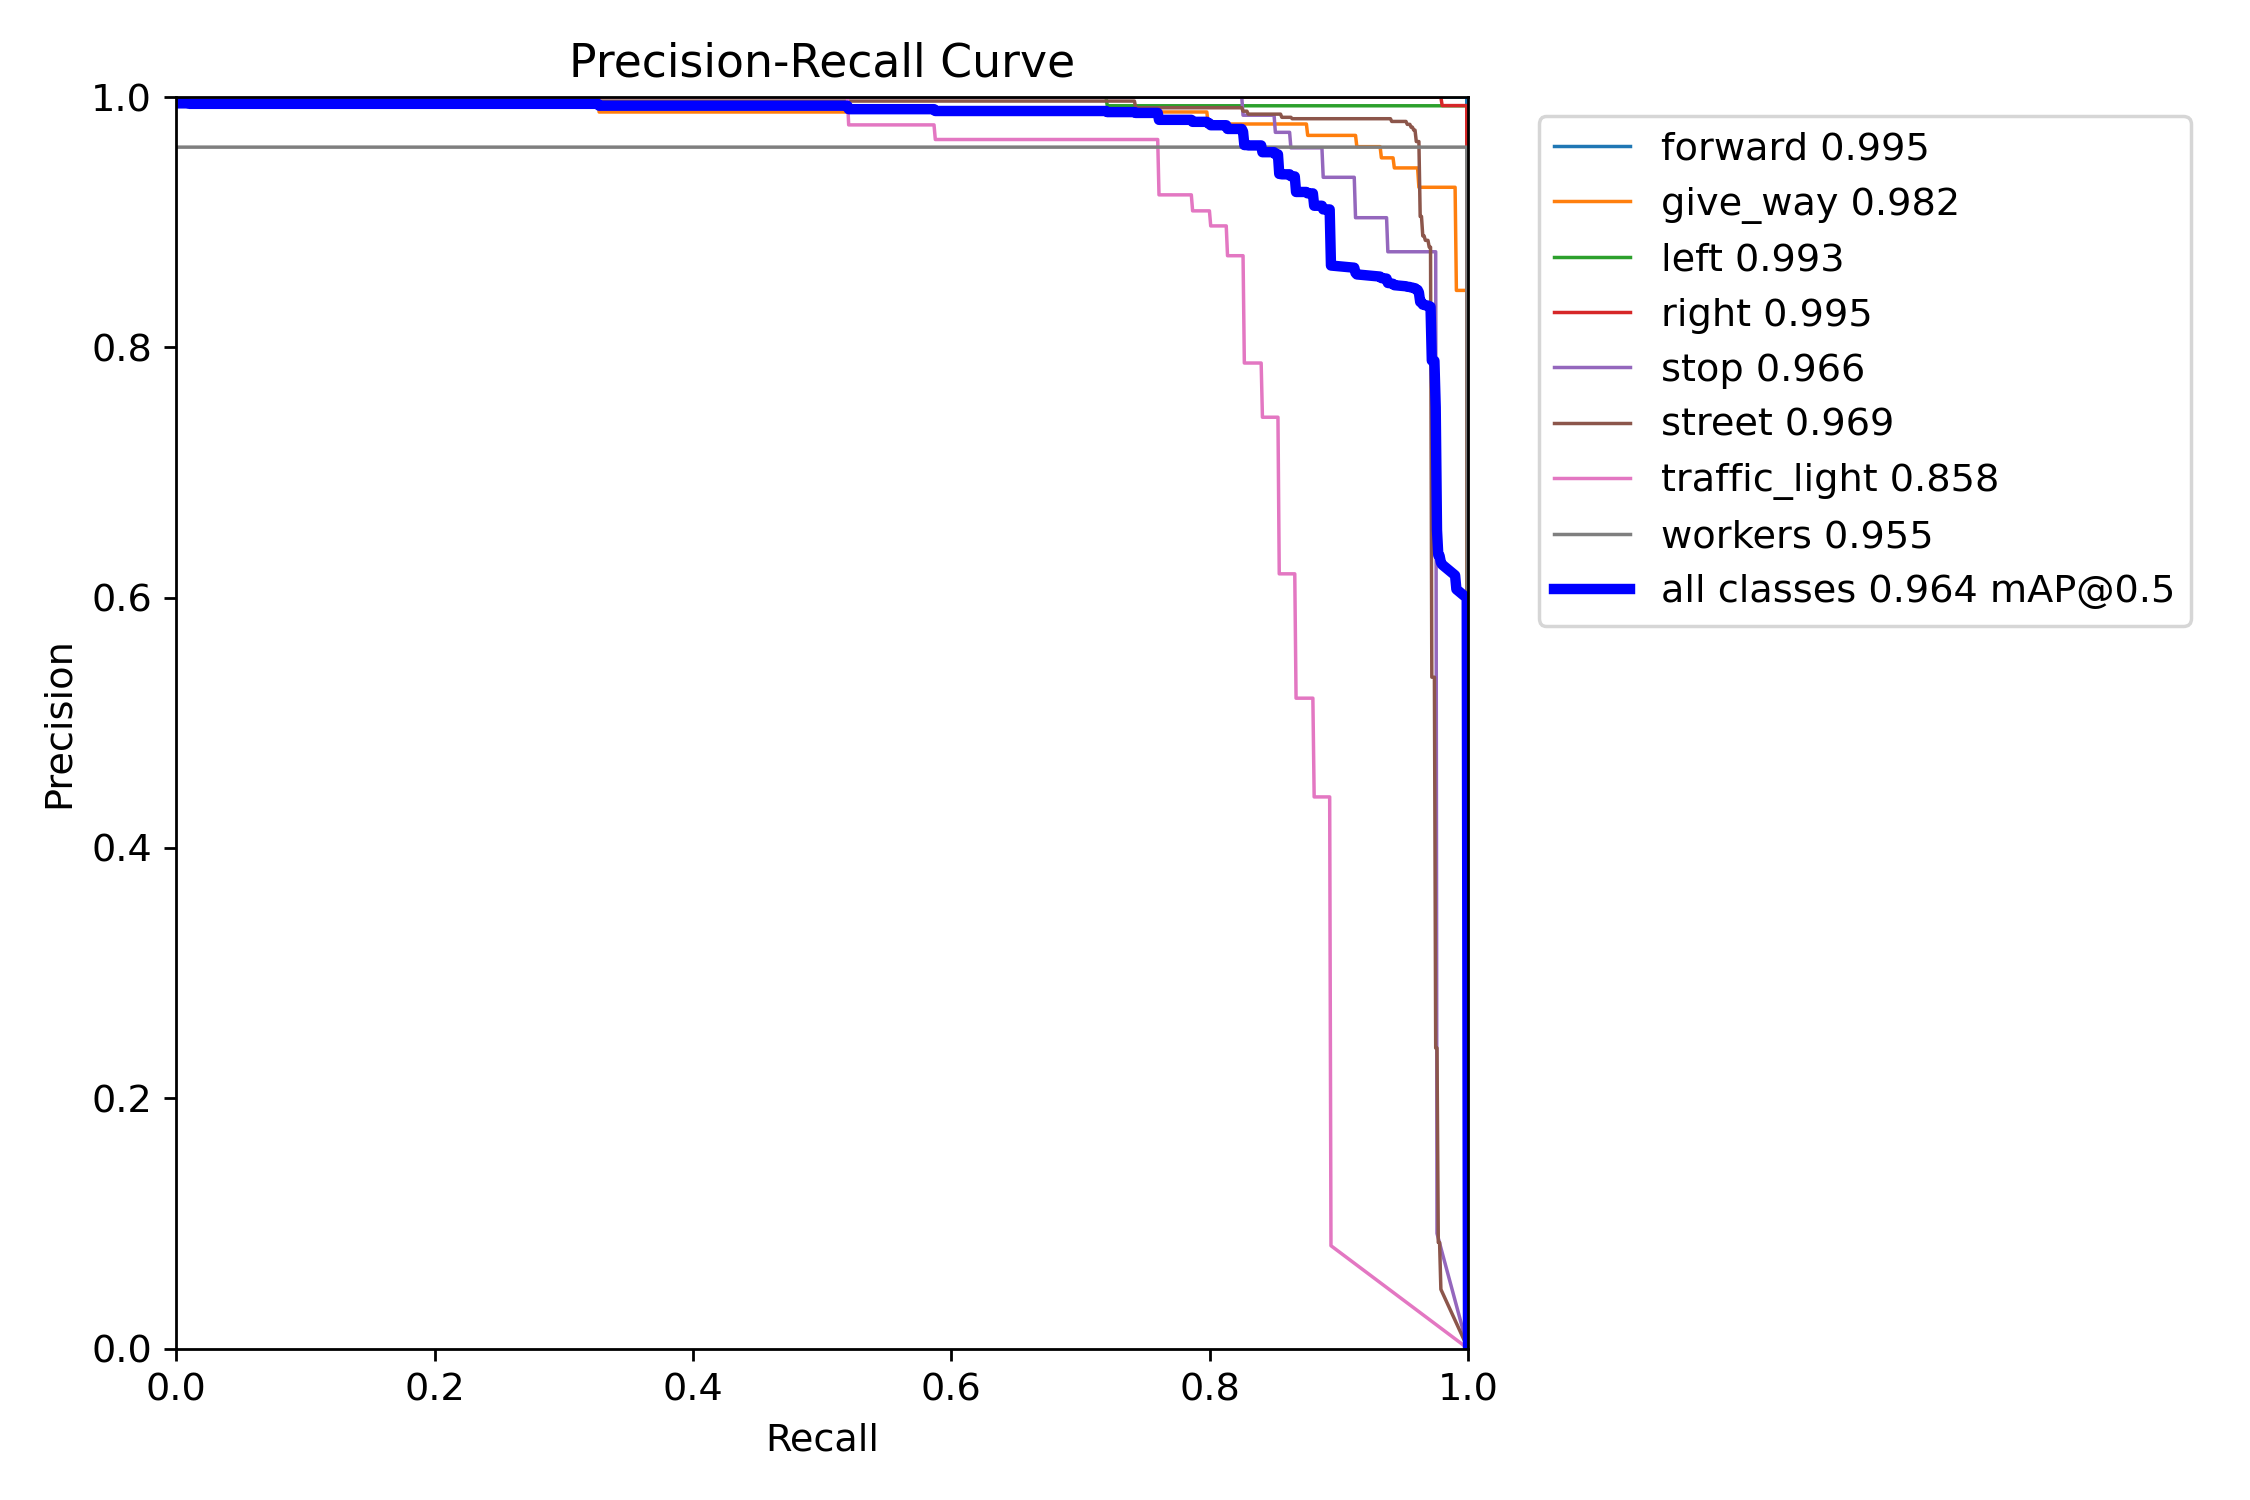 Precision-Recall Curve
1.0
0.8
0.6
0.4
0.2
0.0
Precision
0.0 0.2 0.4 0.6 0.8 1.0
Recall
forward 0.995
give_way 0.982
left 0.993
right 0.995
stop 0.966
street 0.969
traffic_light 0.858
workers 0.955
all classes 0.964 mAP@0.5